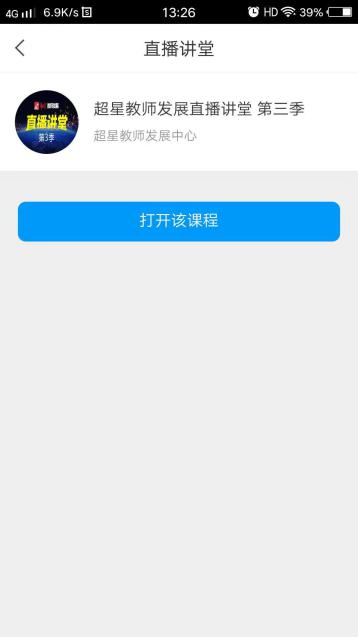 4G 6.9K/s 13:26 HD 39%
直播讲堂
直播讲堂
第3季
超星教师发展直播讲堂 第三季
超星教师发展中心
打开该课程